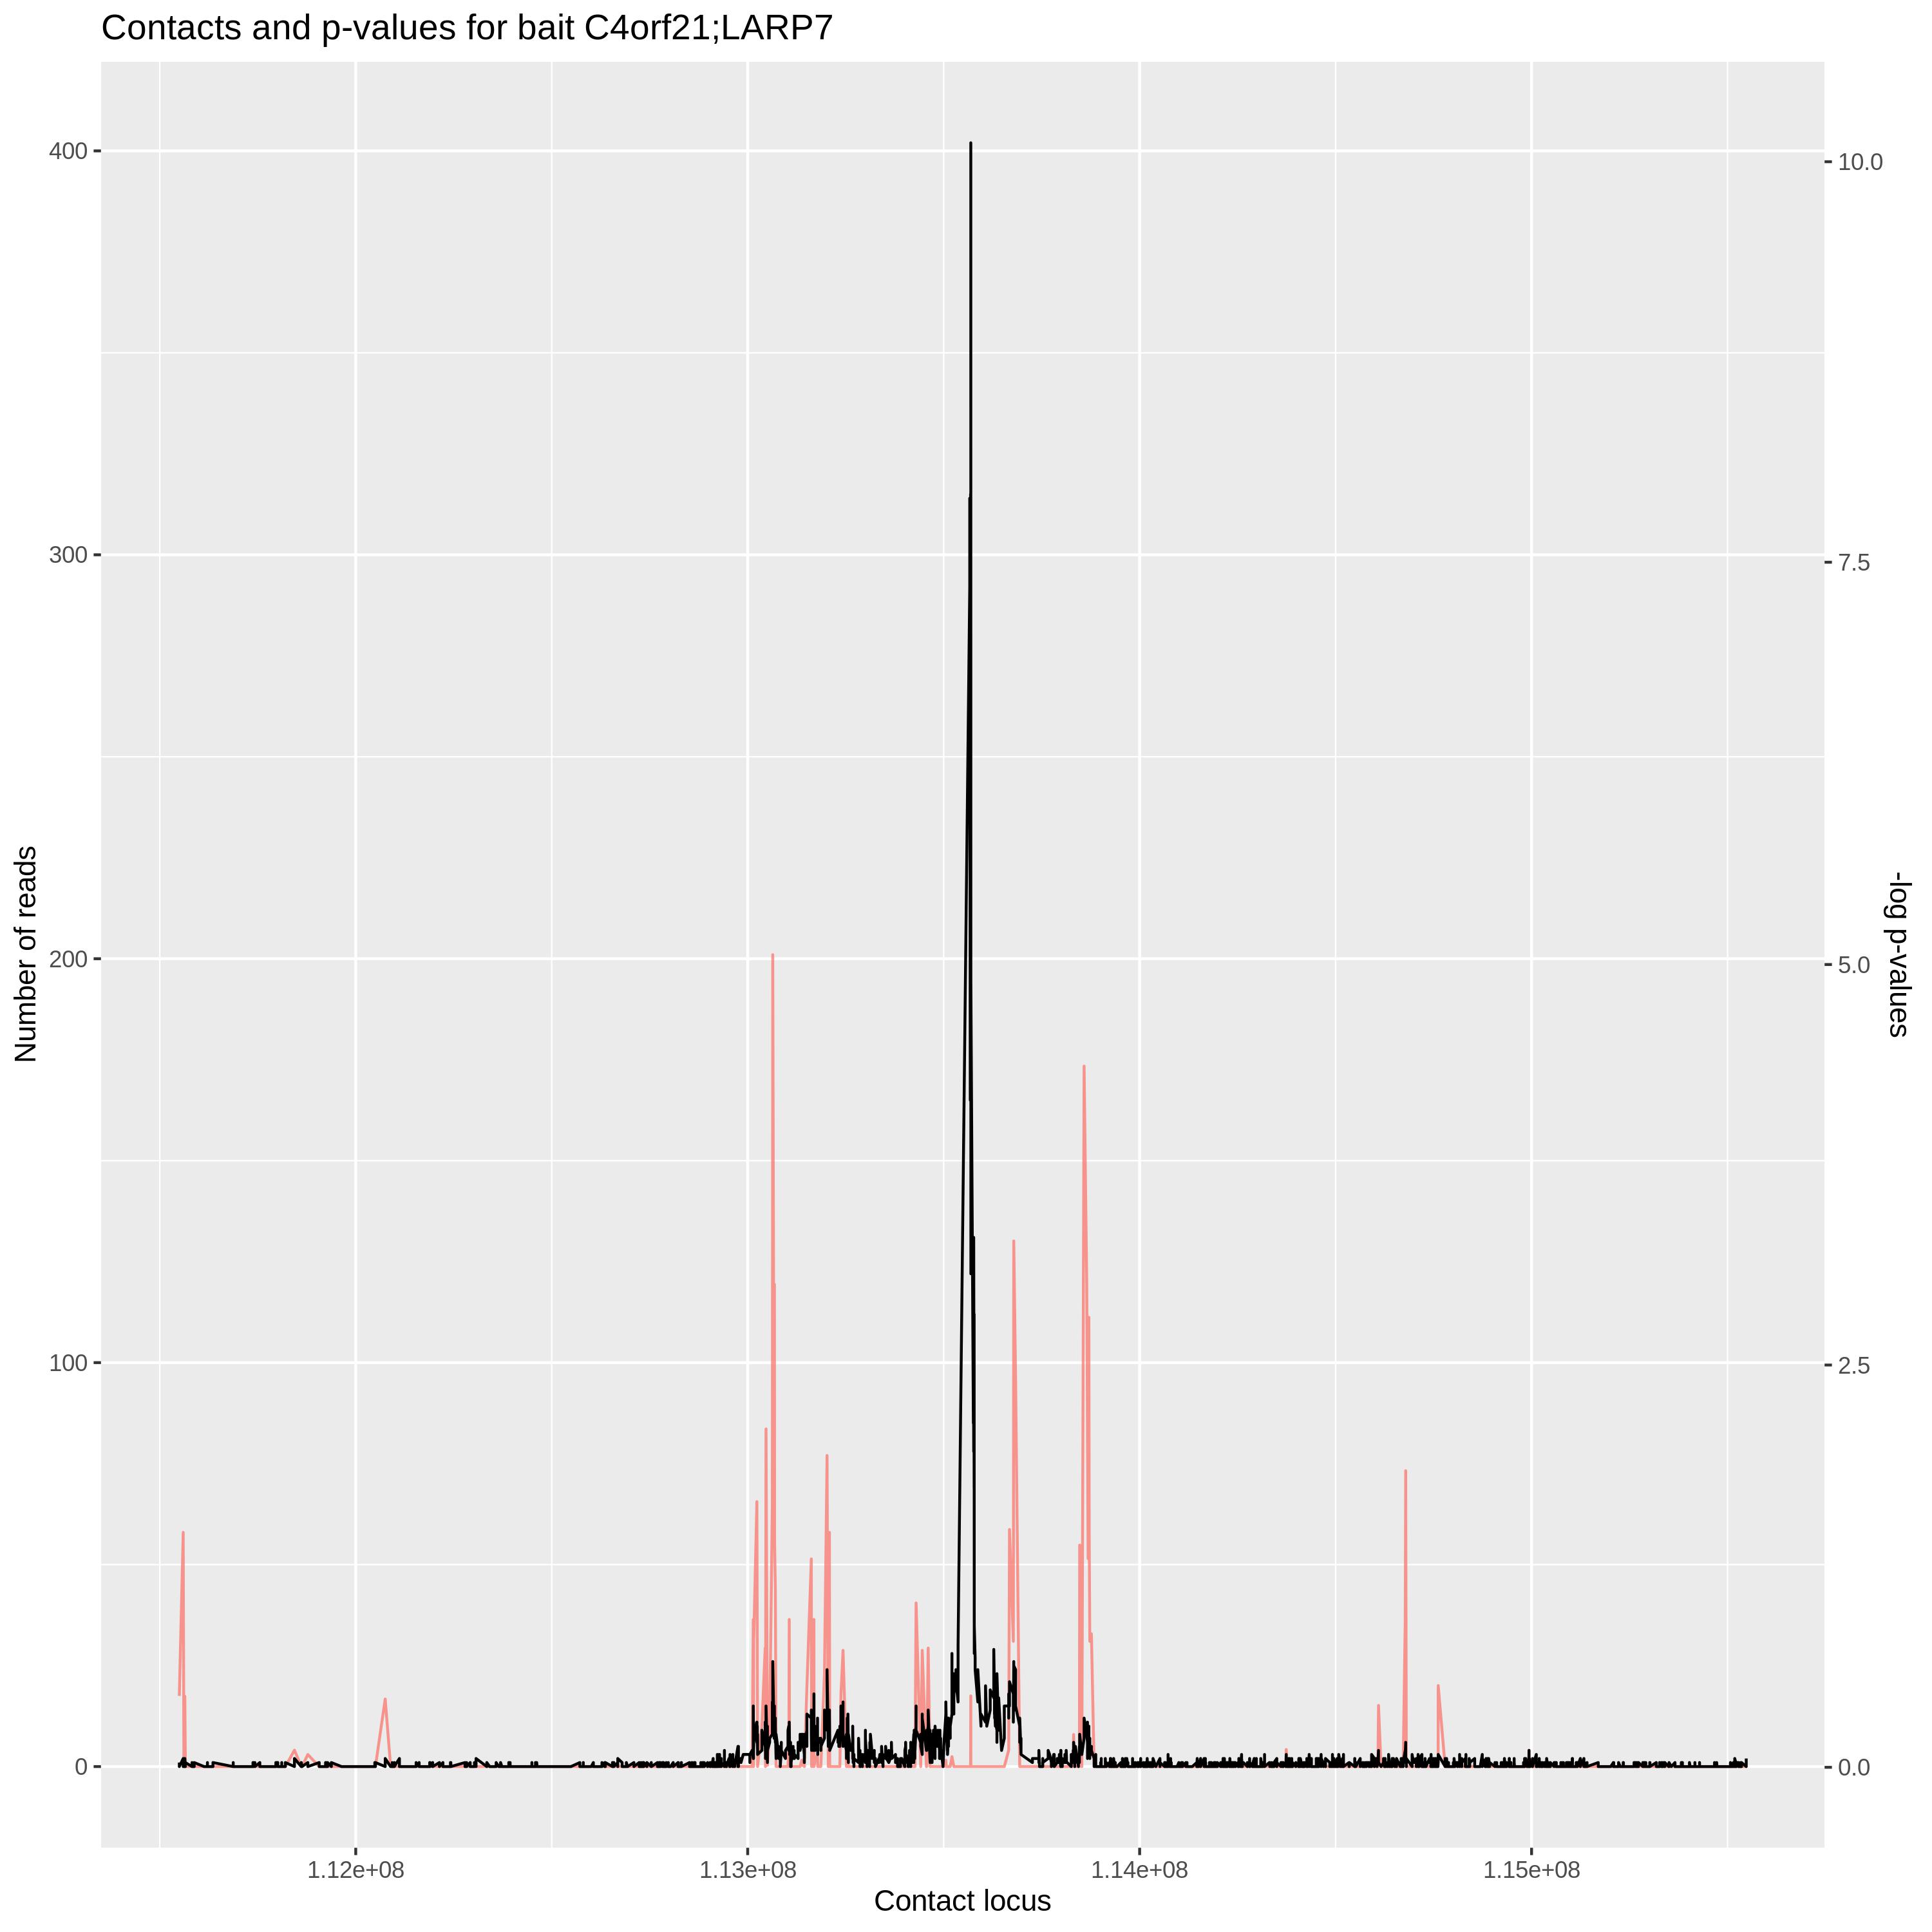 Contacts and p-values for bait C4orf21;LARP7
400
300
200
100
0
10.0
7.5
5.0
2.5
0.0
Number of reads
-log p-values
1.12e+08
1.13e+08
1.14e+08
1.15e+08
Contact locus